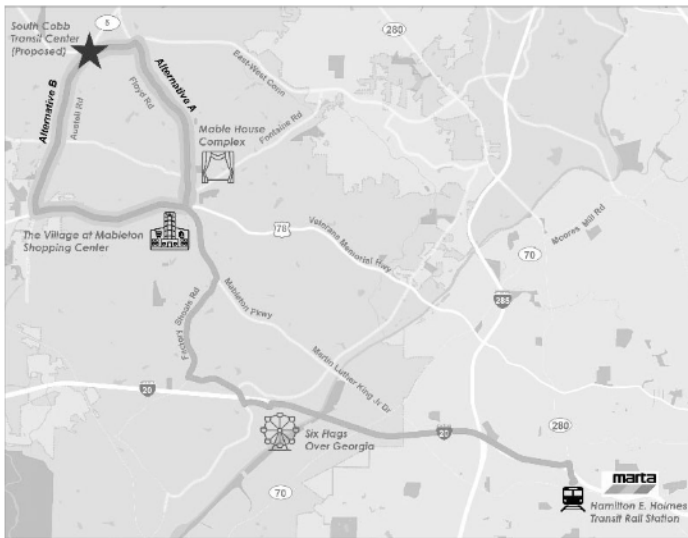 South Cobb
Transit Center
(Proposed)
5
280
East-West Conn
Alternative B
Austell Rd
Floyd Rd
Alternative A
Fontaine Rd
Mable House
Complex
The Village at Mableton
Shopping Center
78
Veterans Memorial Hwy
Moores Mill Rd
70
285
Factory Shoals Rd
Mableton Pkwy
Martin Luther King Jr Dr
20
Six Flags
Over Georgia
20
280
70
marta
Hamilton E. Holmes
Transit Rail Station